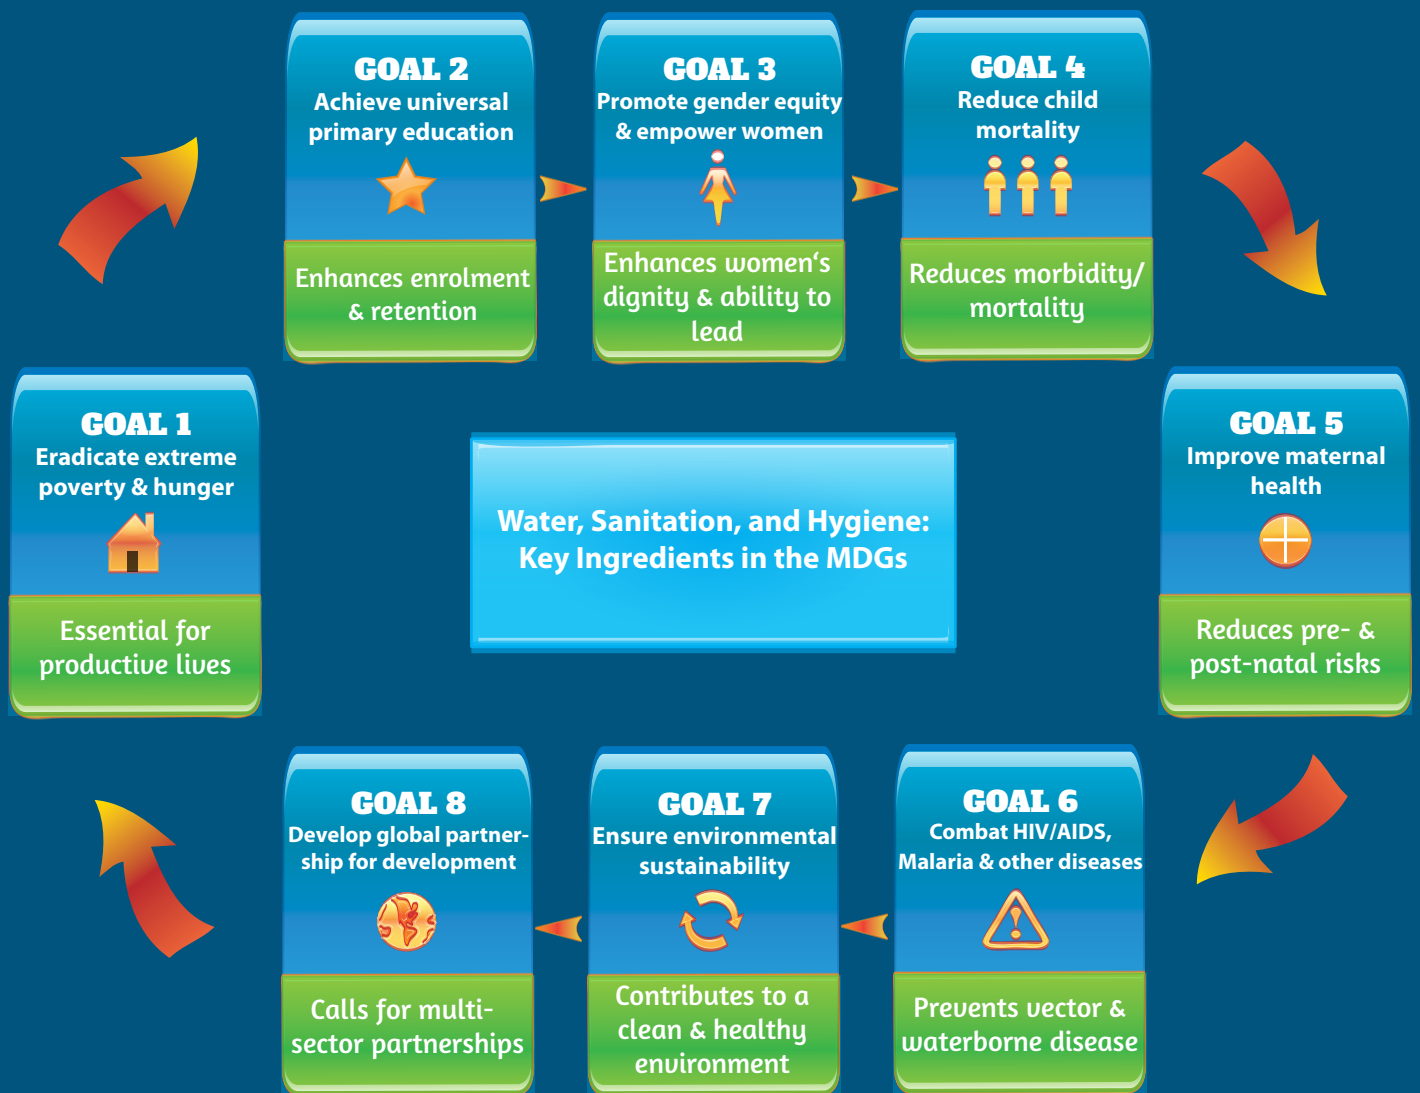 GOAL 1
Eradicate extreme
poverty & hunger
Essential for
productive lives
GOAL 2
Achieve universal
primary education
Enhances enrolment
& retention
GOAL 3
Promote gender equity
& empower women
Enhances women‘s
dignity & ability to
lead
GOAL 4
Reduce child
mortality
Reduces morbidity/
mortality
GOAL 5
Improve maternal
health
Reduces pre- &
post-natal risks
GOAL 6
Combat HIV/AIDS,
Malaria & other diseases
Prevents vector &
waterborne disease
GOAL 7
Ensure environmental
sustainability
Contributes to a
clean & healthy
environment
GOAL 8
Develop global partner-
ship for development
Calls for multi-
sector partnerships
Water, Sanitation, and Hygiene:
Key Ingredients in the MDGs